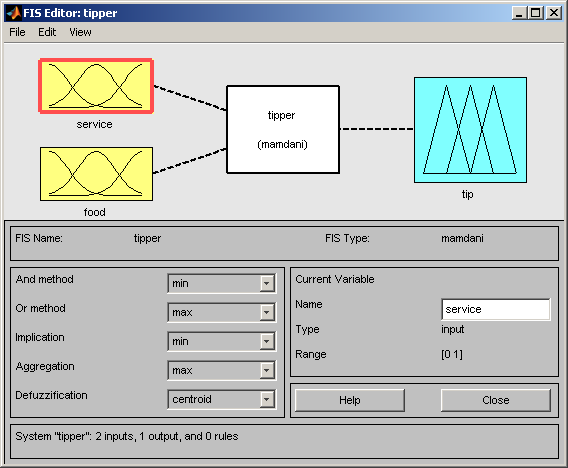 FIS Editor: tipper
File Edit View
service
food
tipper
(mamdani)
tip
FIS Name: tipper FIS Type: mamdani
And method min
Or method max
Implication min
Aggregation max
Defuzzification centroid
Current Variable
Name service
Type input
Range [0 1]
Help Close
System "tipper": 2 inputs, 1 output, and 0 rules